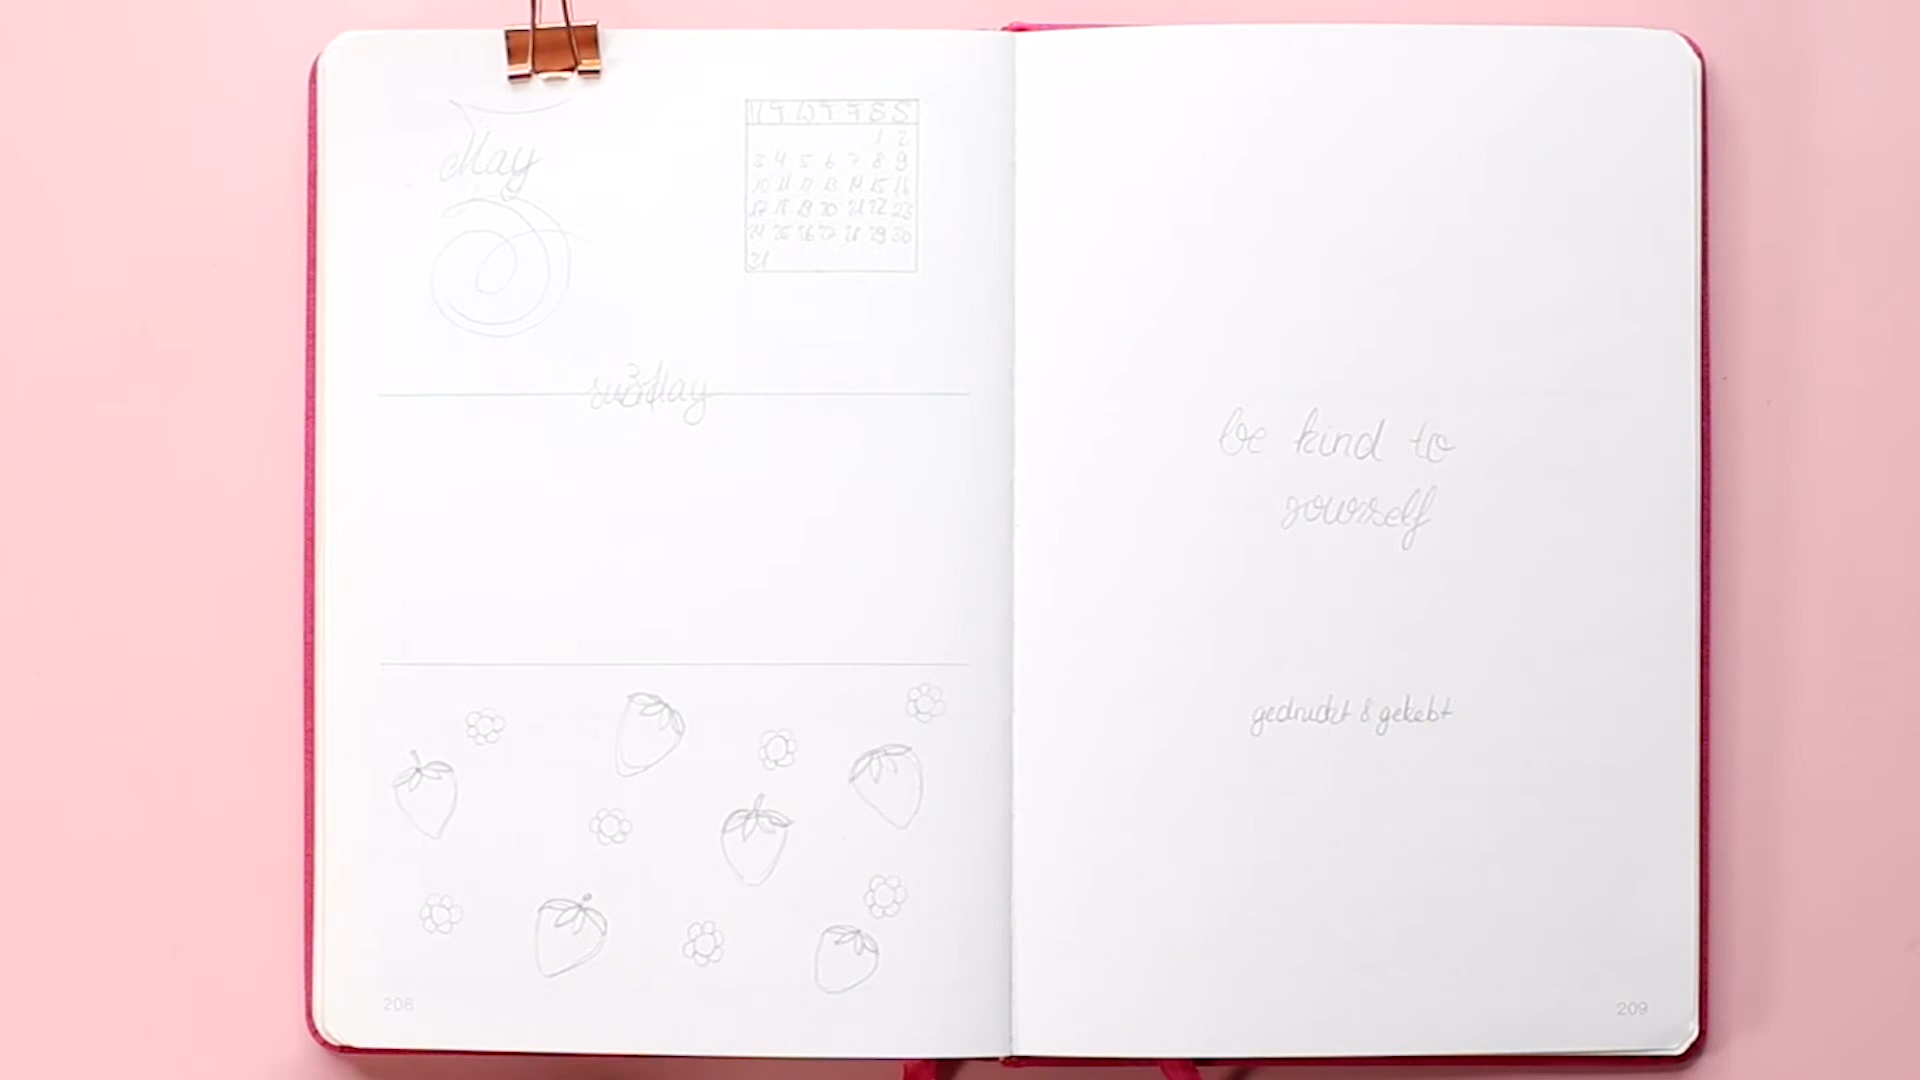 May
M T W T F S S
1 2
3 4 5 6 7 8 9
10 11 12 13 14 15 16
17 18 19 20 21 22 23
24 25 26 27 28 29 30
31
208
be kind to
yourself
gedruckt & geklebt
209